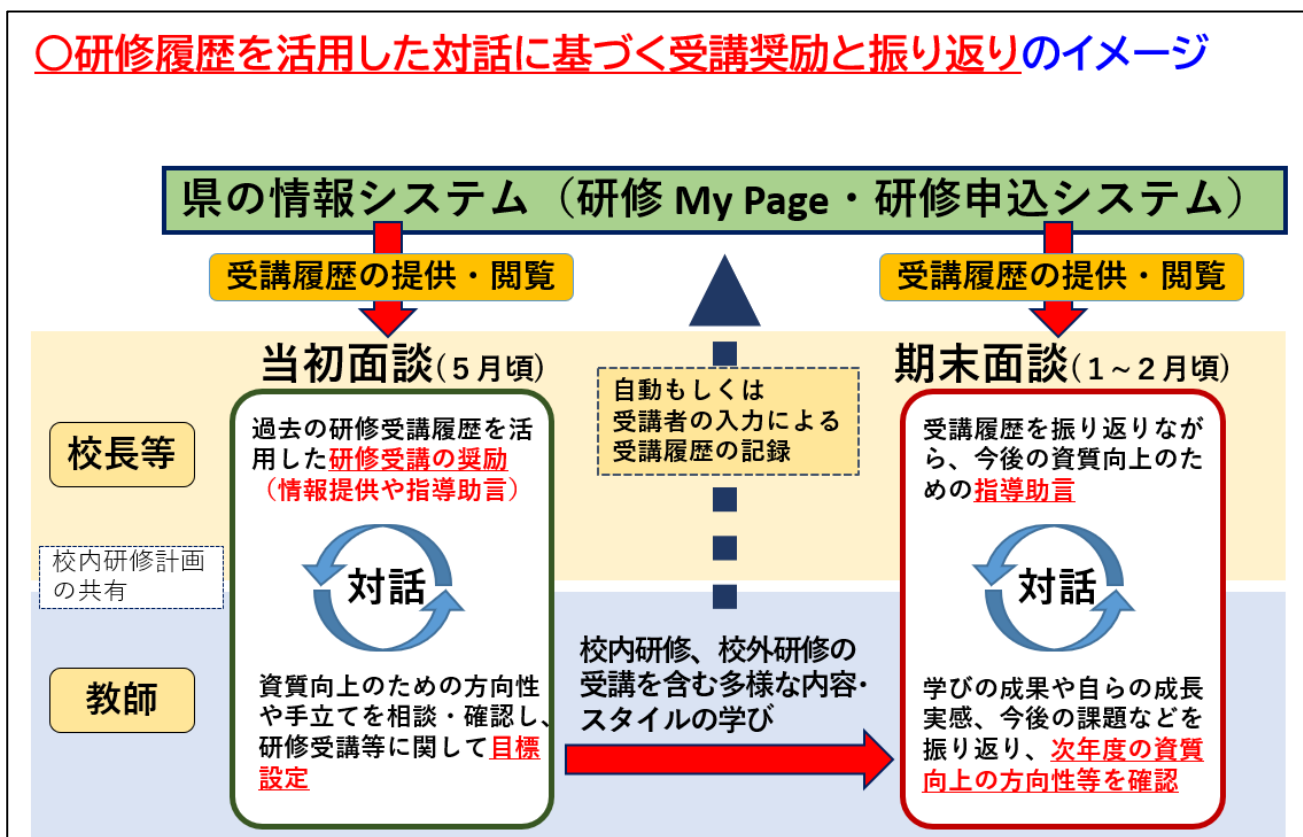 〇研修履歴を活用した対話に基づく受講奨励と振り返りのイメージ
県の情報システム（研修 My Page・研修申込システム）
受講履歴の提供・閲覧
受講履歴の提供・閲覧
当初面談(５月頃)
校長等
過去の研修受講履歴を活
用した研修受講の奨励
（情報提供や指導助言）
対話
校内研修計画
の共有
教師
資質向上のための方向性
や手立てを相談・確認し、
研修受講等に関して目標
設定
自動もしくは
受講者の入力による
受講履歴の記録
校内研修、校外研修の
受講を含む多様な内容・
スタイルの学び
期末面談(１～２月頃)
受講履歴を振り返りなが
ら、今後の資質向上のた
めの指導助言
対話
学びの成果や自らの成長
実感、今後の課題などを
振り返り、次年度の資質
向上の方向性等を確認